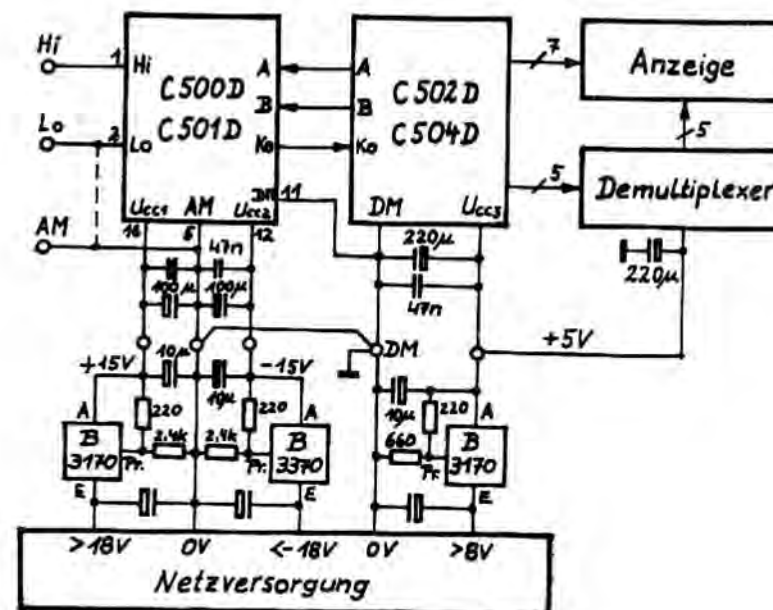 Hi
1
Hi
C500D
C501D
A
B
Ko
A
B
Ko
C502D
C504D
7
Anzeige
5
Lo
2
Lo
5
Demultiplexer
DM
11
Ucc1
AM
Ucc2
16
6
12
DM
Ucc3
AM
47n
220µ
100µ
100µ
47n
220µ
DM
+5V
+15V
10µ
-15V
10µ
A
220
220
A
10µ
220
A
B
3170
Pr.
2,4k
2,4k
Pr.
B
3370
660
Pr.
B
3170
E
E
E
>18V
0V
<-18V
0V
>8V
Netzversorgung